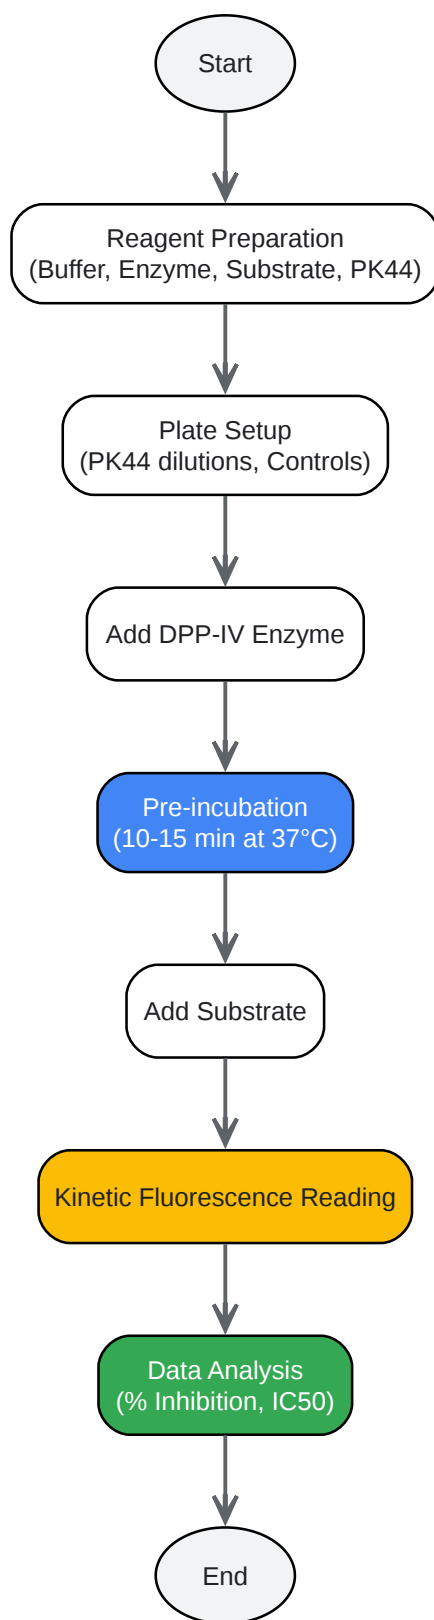 Start
Reagent Preparation
(Buffer, Enzyme, Substrate, PK44)
Plate Setup
(PK44 dilutions, Controls)
Add DPP-IV Enzyme
Pre-incubation
(10-15 min at 37°C)
Add Substrate
Kinetic Fluorescence Reading
Data Analysis
(% Inhibition, IC50)
End